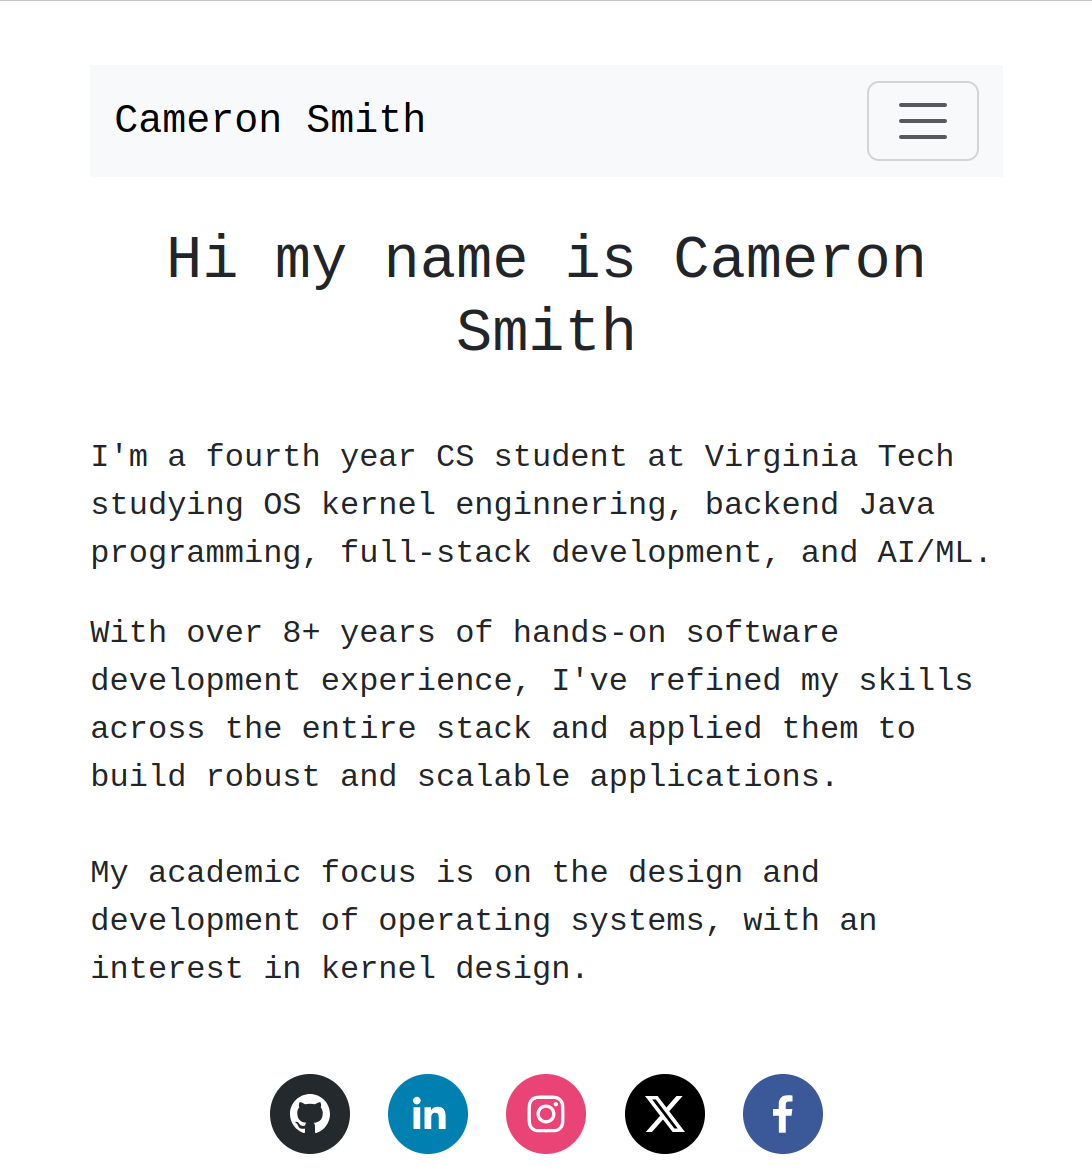 Cameron Smith
Hi my name is Cameron
Smith
I'm a fourth year CS student at Virginia Tech
studying OS kernel enginnering, backend Java
programming, full-stack development, and AI/ML.
With over 8+ years of hands-on software
development experience, I've refined my skills
across the entire stack and applied them to
build robust and scalable applications.
My academic focus is on the design and
development of operating systems, with an
interest in kernel design.